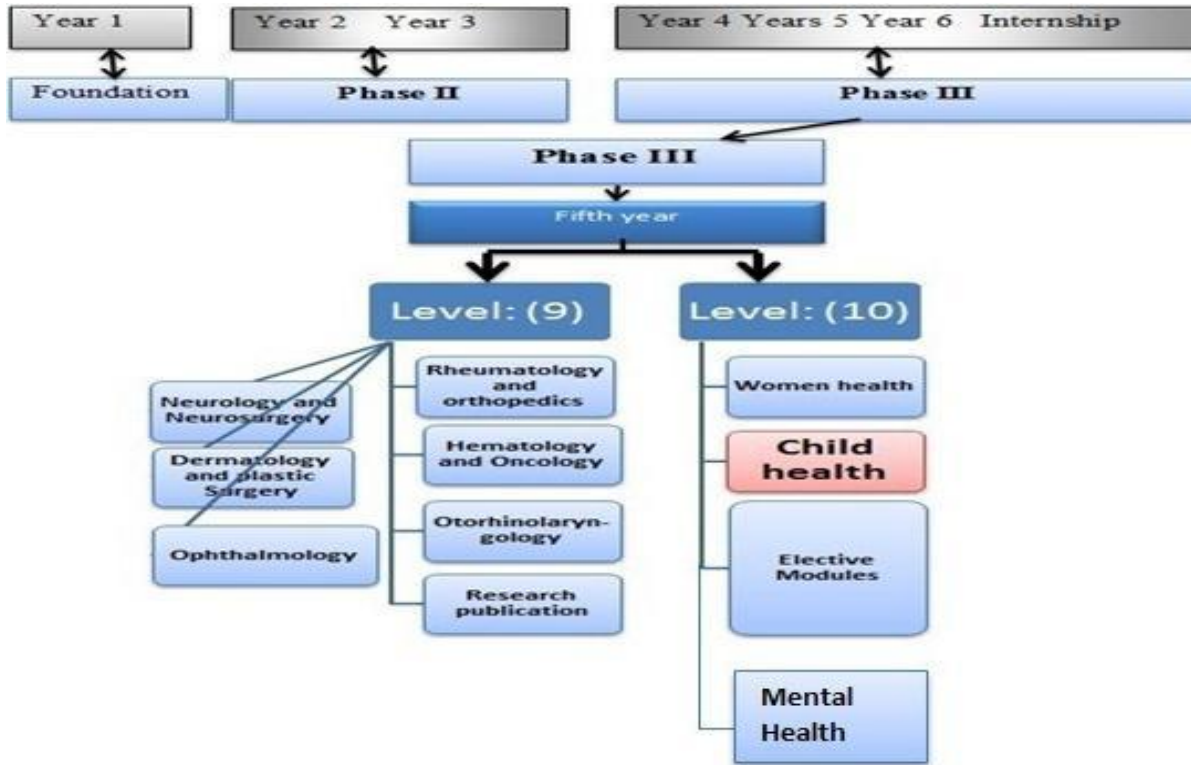 Year 1
Year 2 Year 3
Year 4 Years 5 Year 6 Internship
Foundation
Phase II
Phase III
Phase III
Fifth year
Level: (9)
Level: (10)
Neurology and
Neurosurgery
Dermatology
and plastic
Surgery
Ophthalmology
Rheumatology
and
orthopedics
Hematology
and Oncology
Otorhinolaryn-
gology
Research
publication
Women health
Child
health
Elective
Modules
Mental
Health